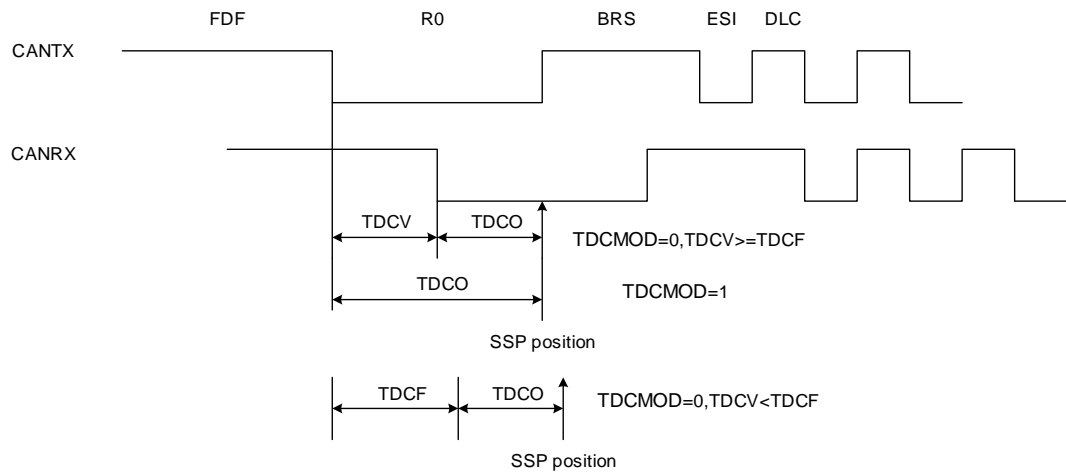 FDF R0 BRS ESI DLC
CANTX
CANRX
TDCV TDCO TDCMOD=0,TDCV>=TDCF
TDCO TDCMOD=1
SSP position
TDCF TDCO TDCMOD=0,TDCV<TDCF
SSP position